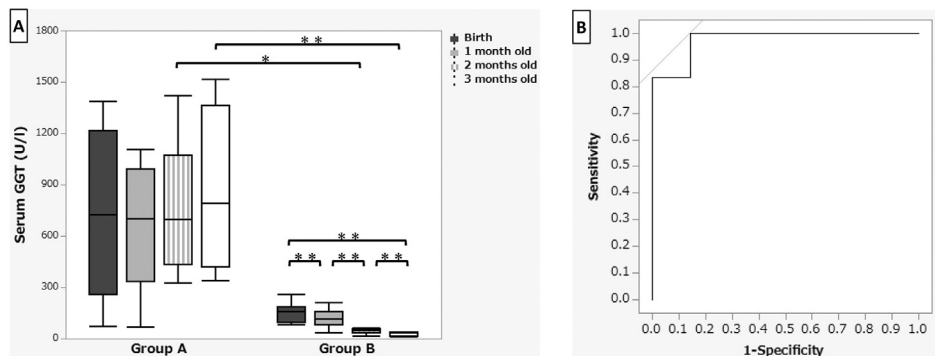 A
Serum GGT (U/l)
1800
1500
1200
900
600
300
0
* *
*
* *
* * * * * *
Group A Group B
Birth
1 month old
2 months old
3 months old
B
Sensitivity
1.0
0.9
0.8
0.7
0.6
0.5
0.4
0.3
0.2
0.1
0.0
0.0 0.1 0.2 0.3 0.4 0.5 0.6 0.7 0.8 0.9 1.0
1-Specificity